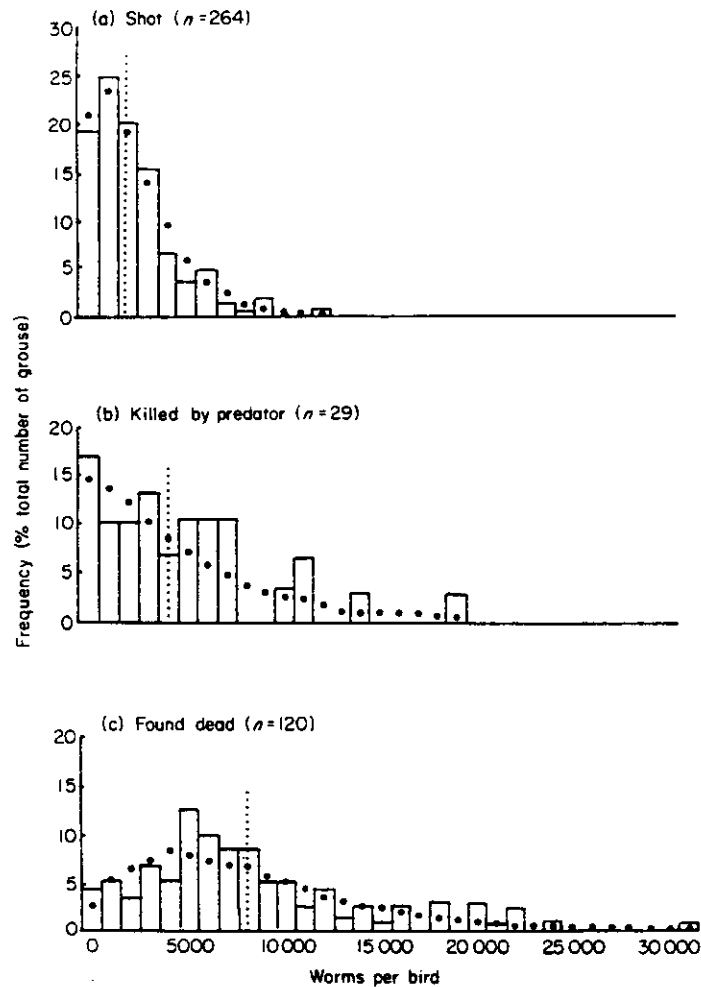 (a) Shot (n=264)
30
25
20
15
10
5
0
(b) Killed by predator (n=29)
20
15
10
5
0
Frequency (% total number of grouse)
(c) Found dead (n=120)
20
15
10
5
0
0 5000 10 000 15 000 20 000 25 000 30 000
Worms per bird